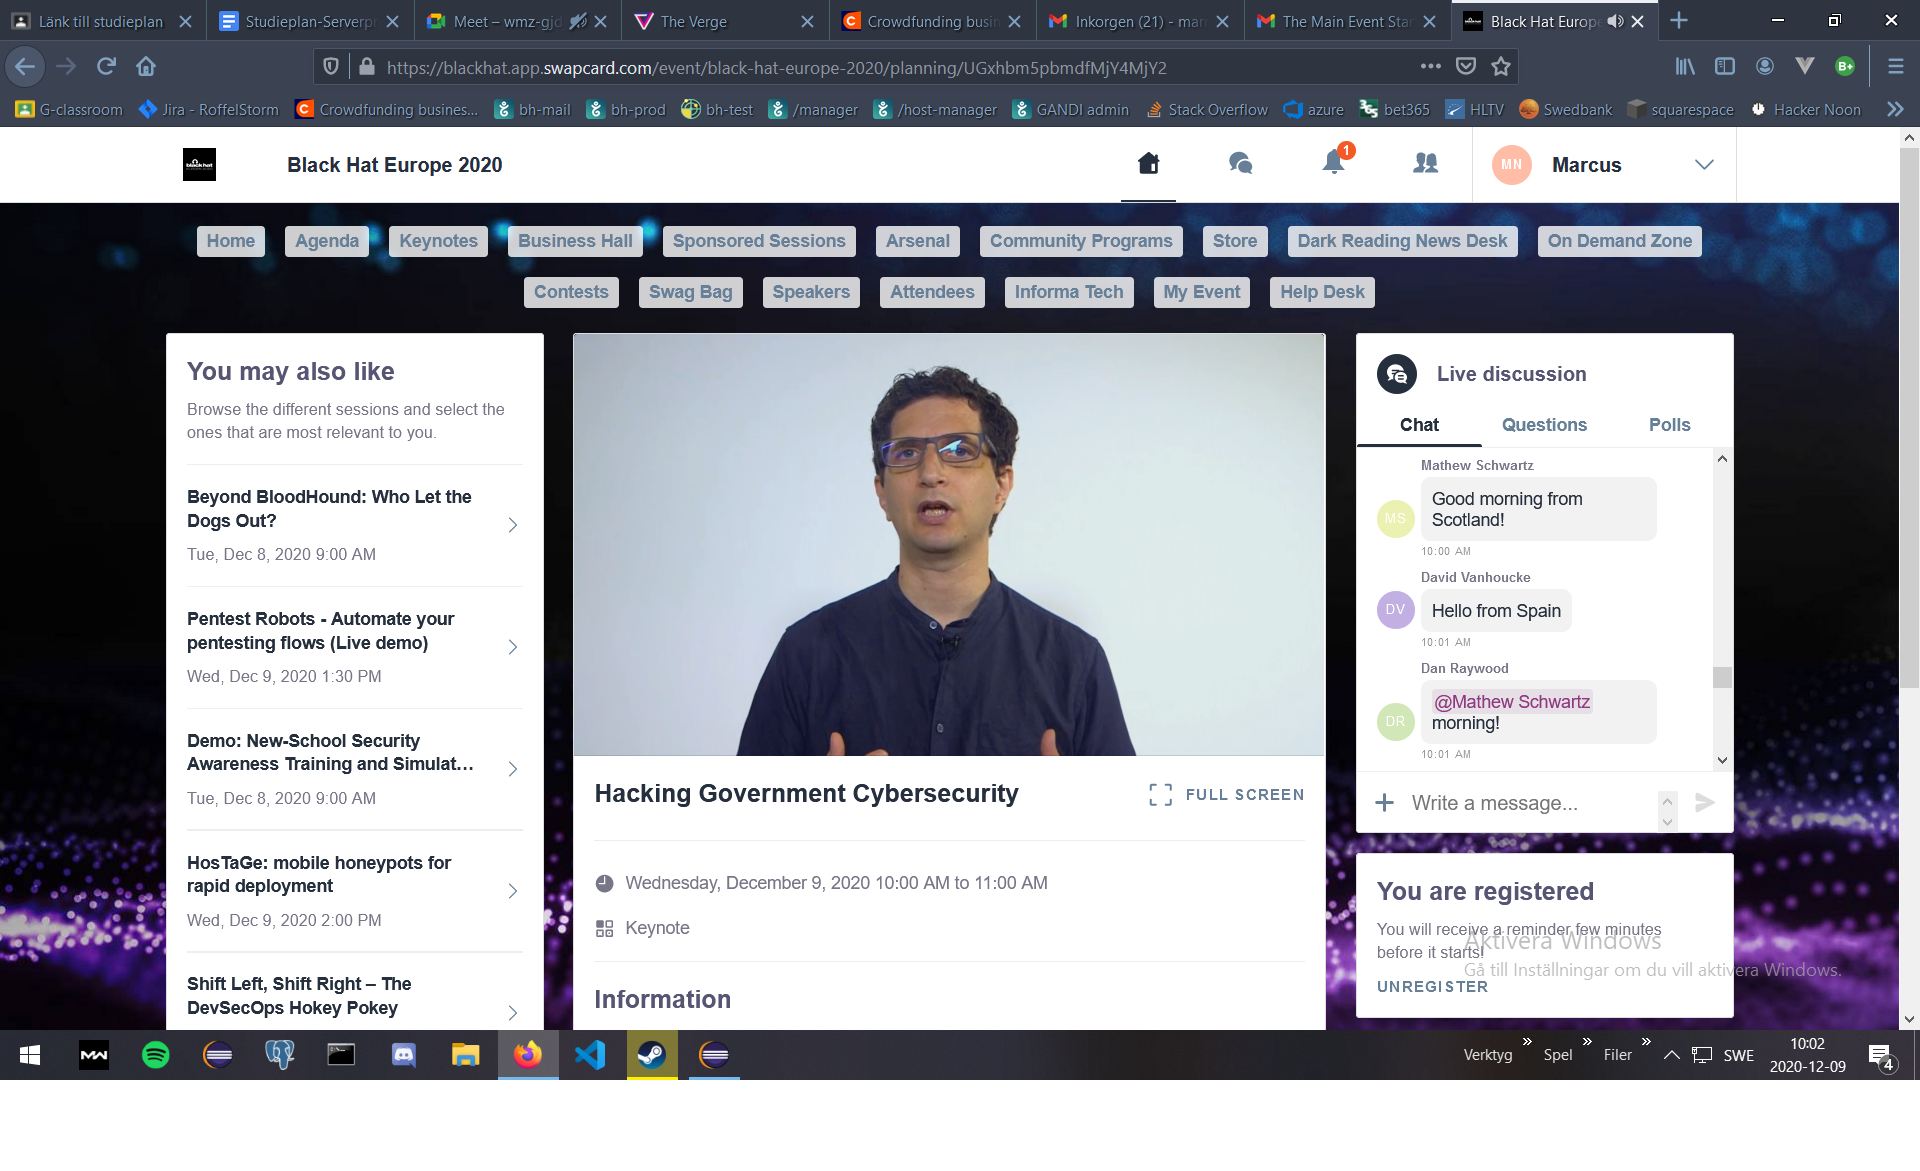 Länk till studieplan
Studieplan-Serverpr
Meet – wmz-gjd
The Verge
Crowdfunding busin
Inkorgen (21) - mar
The Main Event Star
Black Hat Europe
https://blackhat.app.swapcard.com/event/black-hat-europe-2020/planning/UGxhbm5pbmdfMjY4MjY2
G-classroom
Jira - RoffelStorm
Crowdfunding busines...
bh-mail
bh-prod
bh-test
/manager
/host-manager
GANDI admin
Stack Overflow
azure
bet365
HLTV
Swedbank
squarespace
Hacker Noon
black hat
Black Hat Europe 2020
1
MN
Marcus
Home
Agenda
Keynotes
Business Hall
Sponsored Sessions
Arsenal
Community Programs
Store
Dark Reading News Desk
On Demand Zone
Contests
Swag Bag
Speakers
Attendees
Informa Tech
My Event
Help Desk
You may also like
Browse the different sessions and select the
ones that are most relevant to you.
Beyond BloodHound: Who Let the
Dogs Out?
Tue, Dec 8, 2020 9:00 AM
Pentest Robots - Automate your
pentesting flows (Live demo)
Wed, Dec 9, 2020 1:30 PM
Demo: New-School Security
Awareness Training and Simulat...
Tue, Dec 8, 2020 9:00 AM
HosTaGe: mobile honeypots for
rapid deployment
Wed, Dec 9, 2020 2:00 PM
Shift Left, Shift Right – The
DevSecOps Hokey Pokey
Hacking Government Cybersecurity
FULL SCREEN
Wednesday, December 9, 2020 10:00 AM to 11:00 AM
Keynote
Information
Live discussion
Chat
Questions
Polls
Mathew Schwartz
MS
Good morning from
Scotland!
10:00 AM
David Vanhoucke
DV
Hello from Spain
10:01 AM
Dan Raywood
DR
@Mathew Schwartz
morning!
10:01 AM
Write a message...
You are registered
You will receive a reminder few minutes
before it starts!
UNREGISTER
Aktivera Windows
Gå till Inställningar om du vill aktivera Windows.
Verktyg
Spel
Filer
SWE
10:02
2020-12-09
4